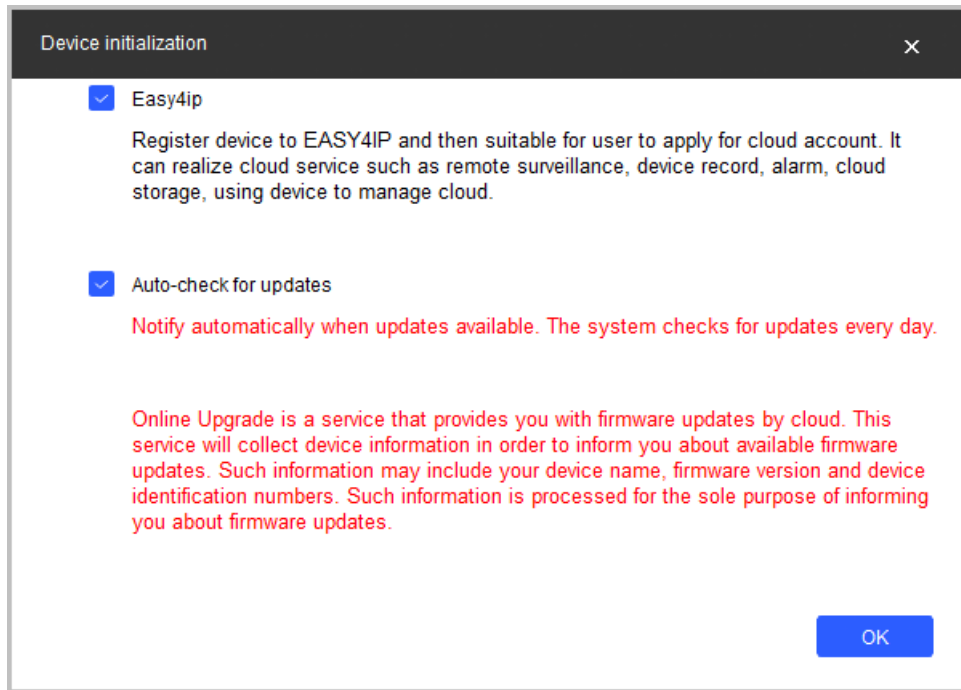 Device initialization
Easy4ip
Register device to EASY4IP and then suitable for user to apply for cloud account. It
can realize cloud service such as remote surveillance, device record, alarm, cloud
storage, using device to manage cloud.
Auto-check for updates
Notify automatically when updates available. The system checks for updates every day.
Online Upgrade is a service that provides you with firmware updates by cloud. This
service will collect device information in order to inform you about available firmware
updates. Such information may include your device name, firmware version and device
identification numbers. Such information is processed for the sole purpose of informing
you about firmware updates.
OK